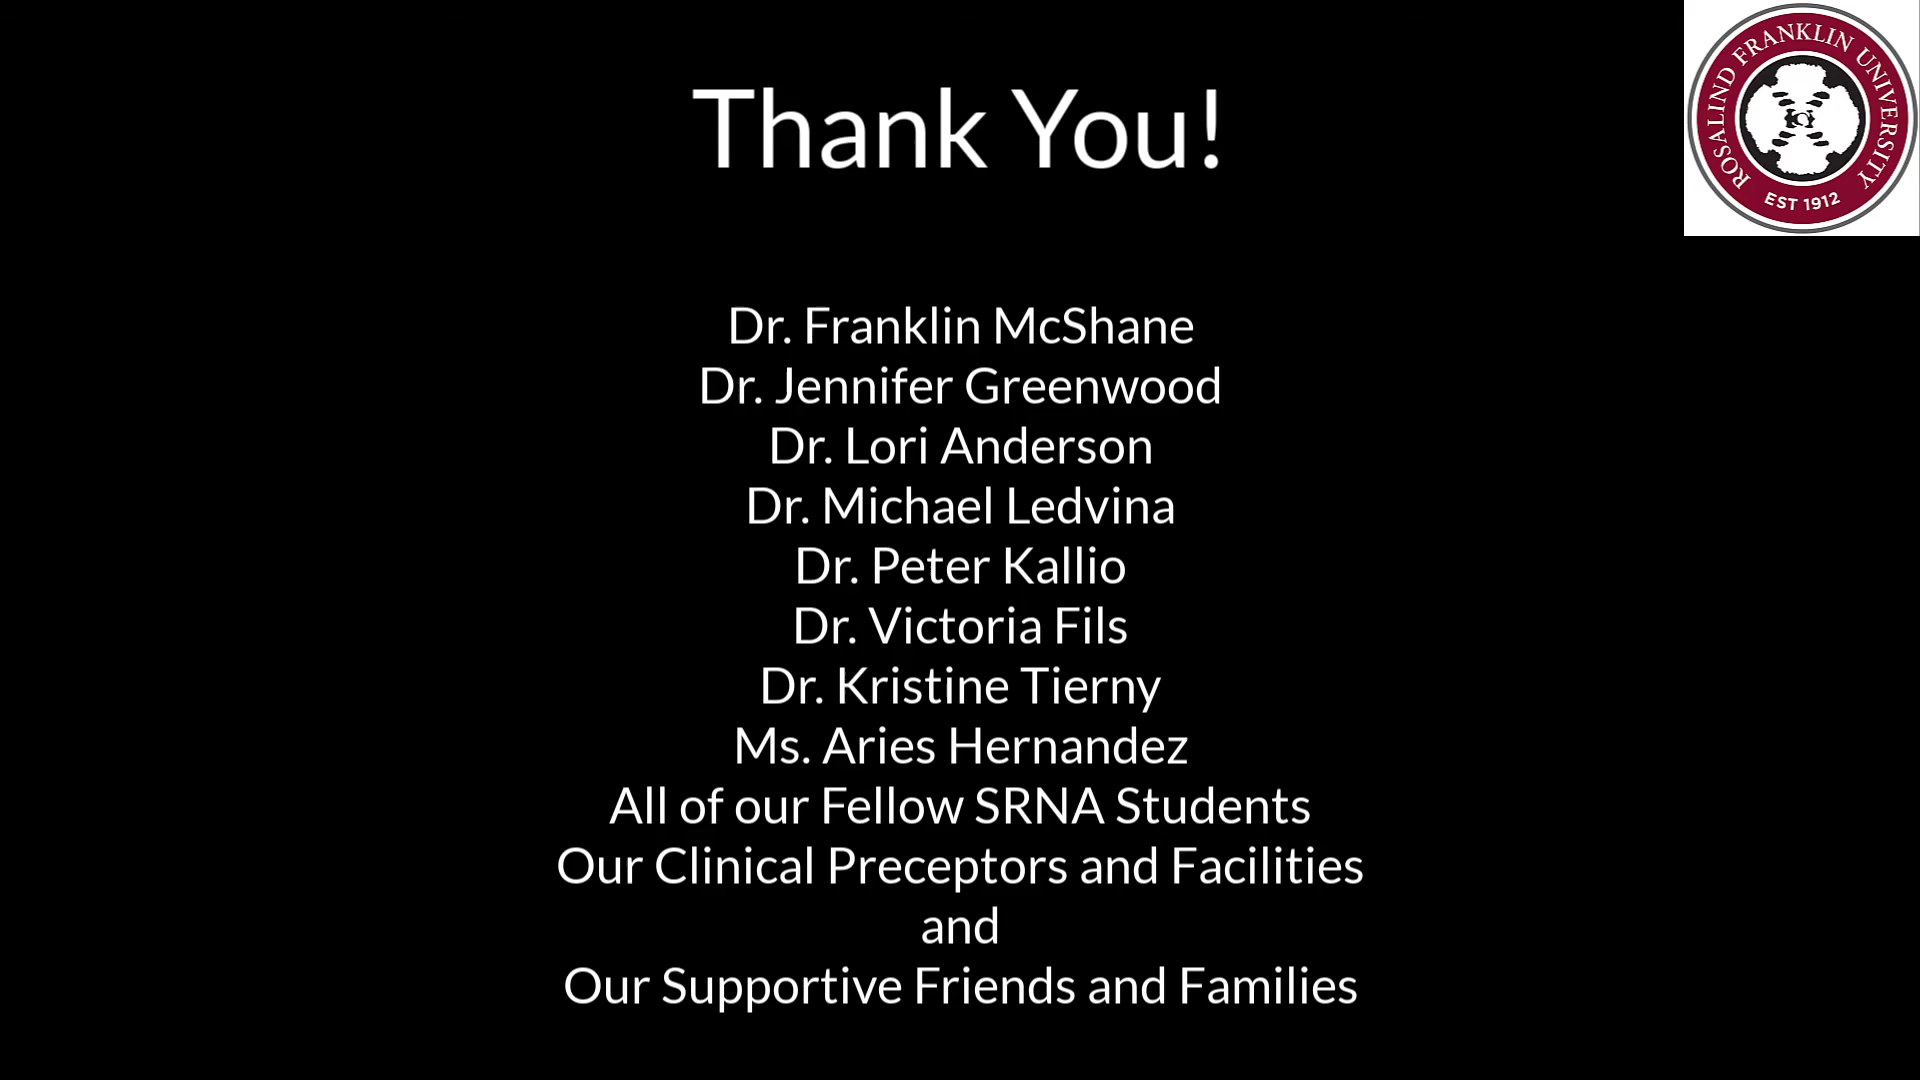 Thank You!
ROSALIND FRANKLIN UNIVERSITY
EST 1912
Dr. Franklin McShane
Dr. Jennifer Greenwood
Dr. Lori Anderson
Dr. Michael Ledvina
Dr. Peter Kallio
Dr. Victoria Fils
Dr. Kristine Tierny
Ms. Aries Hernandez
All of our Fellow SRNA Students
Our Clinical Preceptors and Facilities
and
Our Supportive Friends and Families